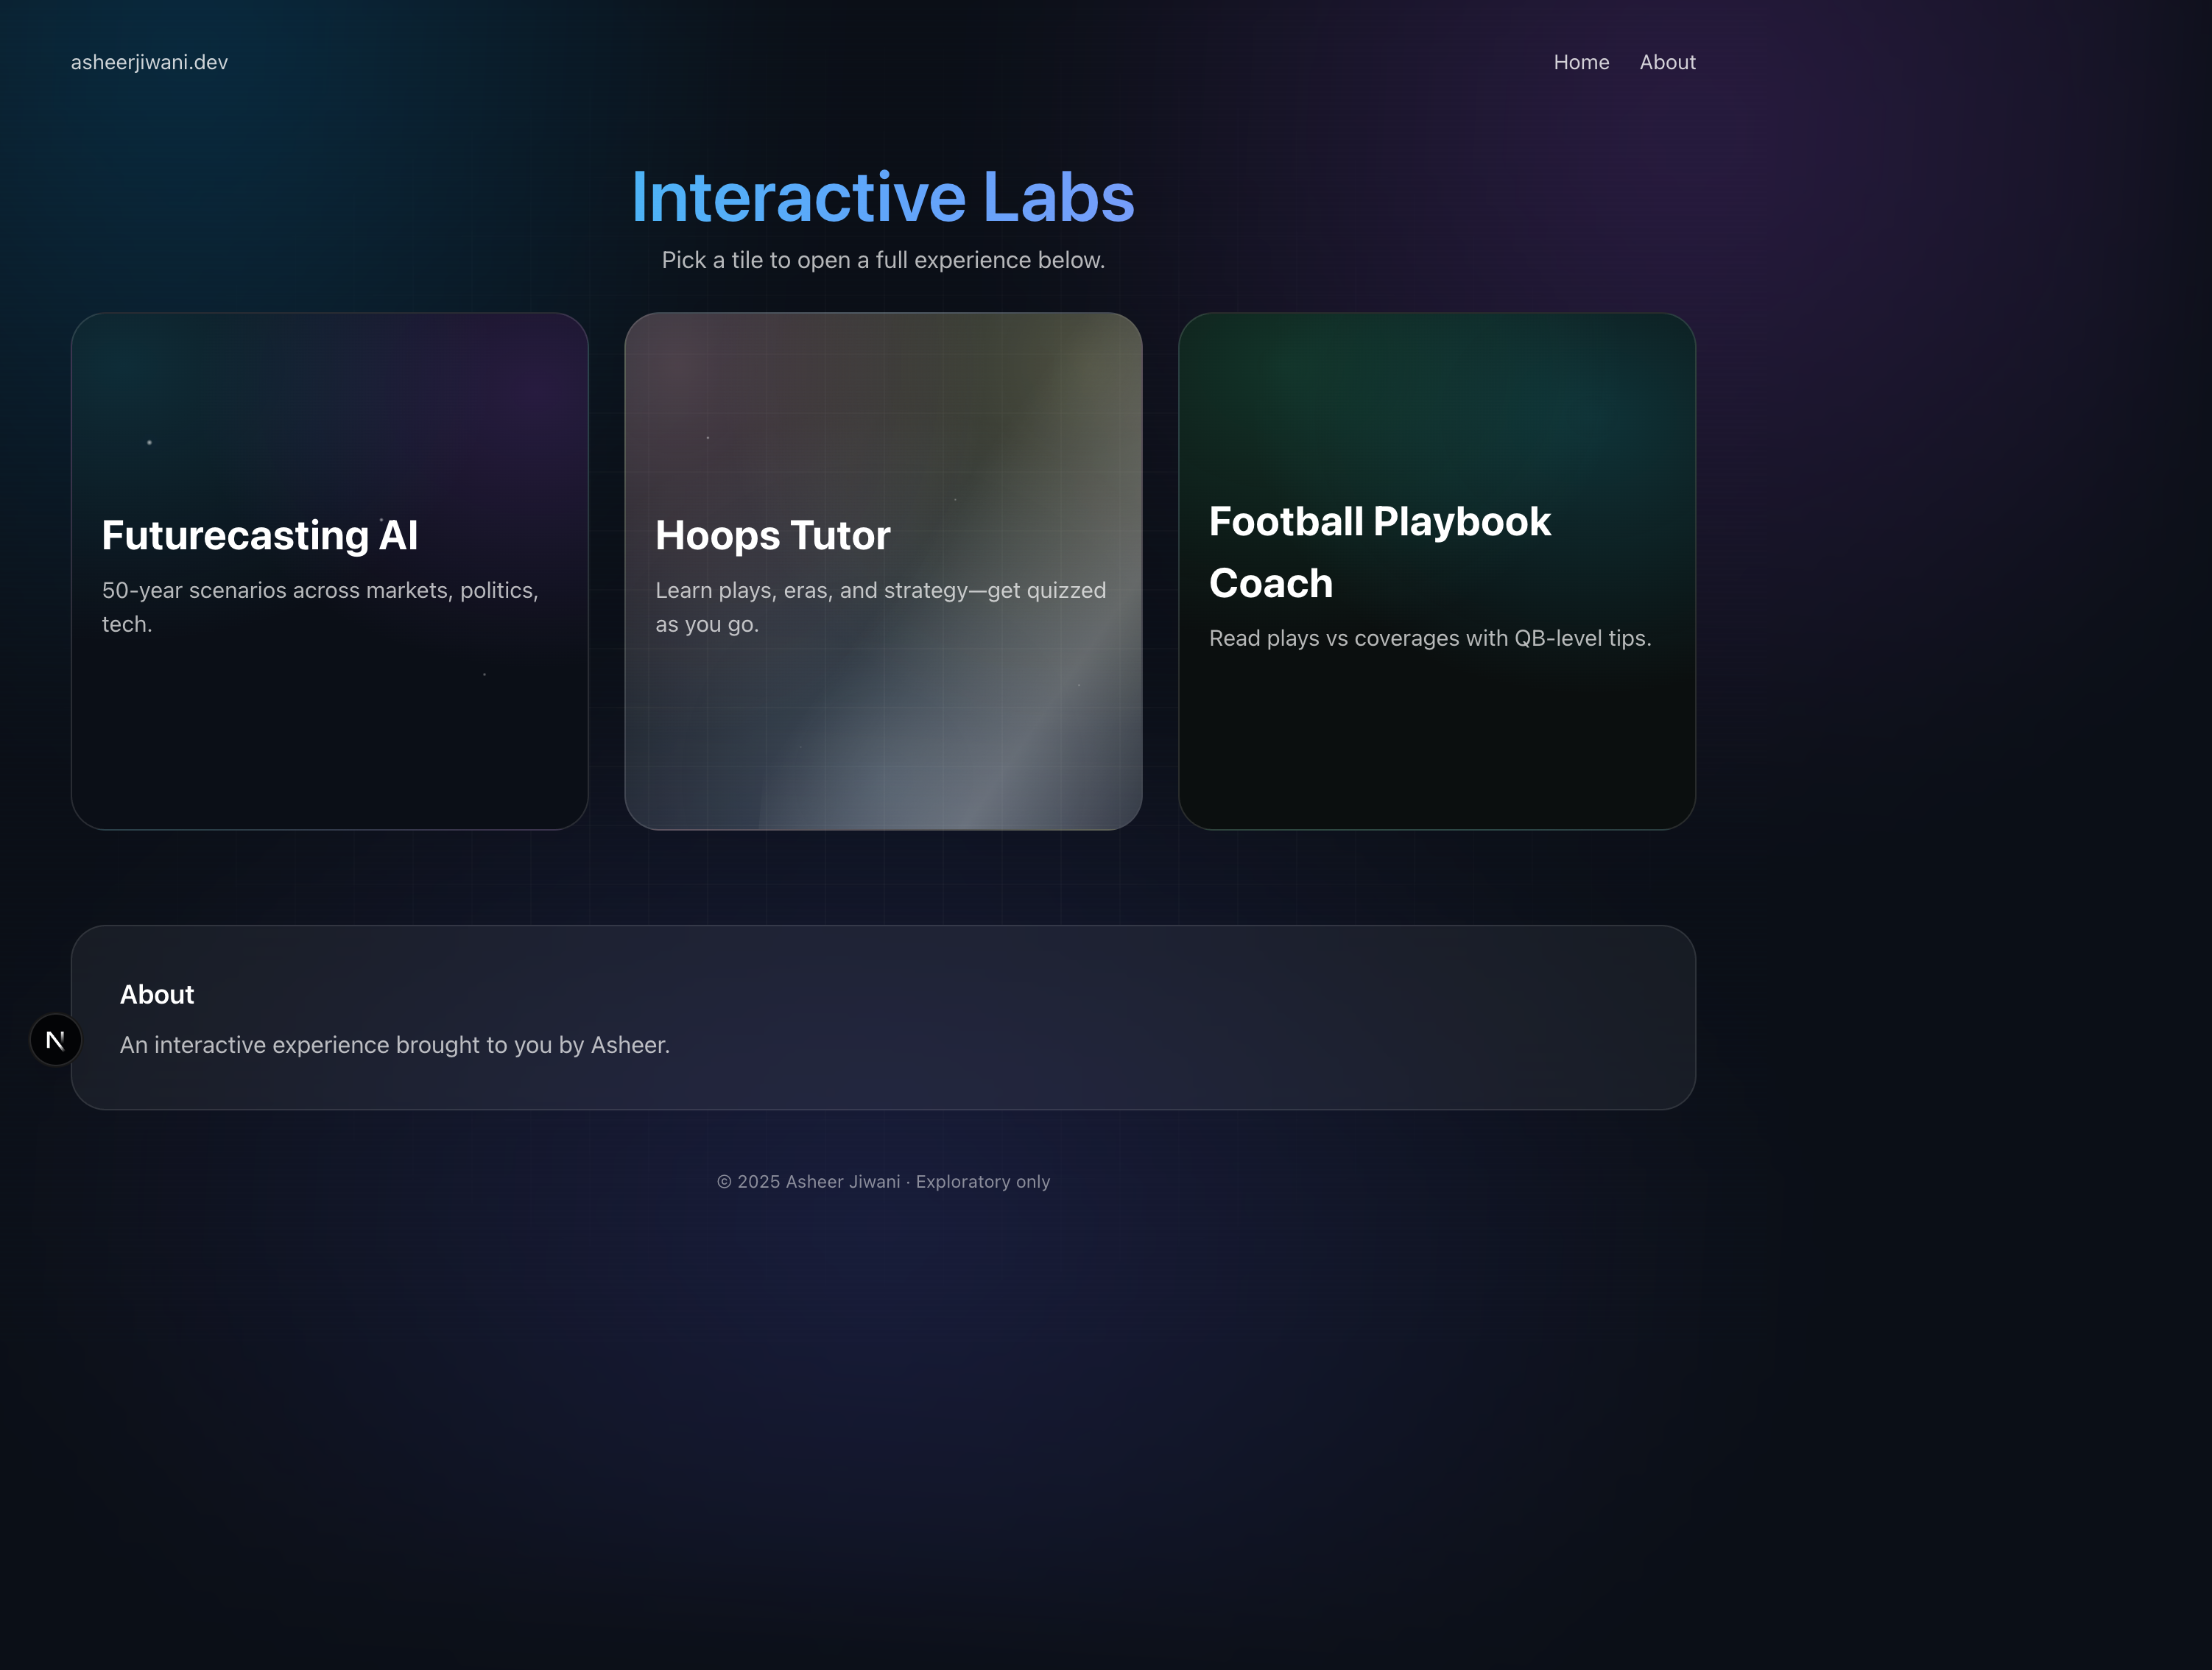 asheerjiwani.dev
Home About
Interactive Labs
Pick a tile to open a full experience below.
Futurecasting AI
50-year scenarios across markets, politics,
tech.
Hoops Tutor
Learn plays, eras, and strategy—get quizzed
as you go.
Football Playbook
Coach
Read plays vs coverages with QB-level tips.
About
An interactive experience brought to you by Asheer.
N
© 2025 Asheer Jiwani · Exploratory only